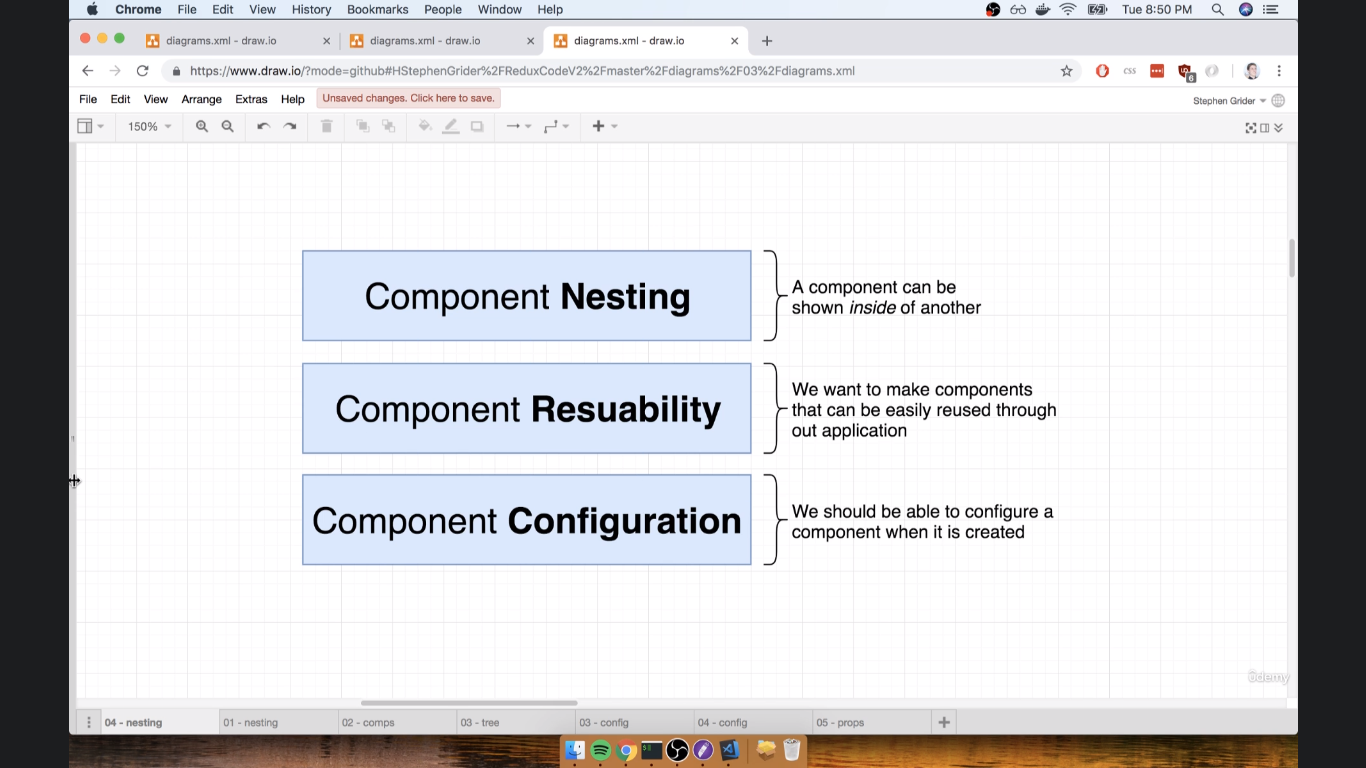 Chrome File Edit View History Bookmarks People Window Help Tue 8:50 PM
diagrams.xml - draw.io diagrams.xml - draw.io diagrams.xml - draw.io
https://www.draw.io/?mode=github#HStephenGrider%2FReduxCodeV2%2Fmaster%2Fdiagrams%2F03%2Fdiagrams.xml css 6
File Edit View Arrange Extras Help Unsaved changes. Click here to save. Stephen Grider
150%
Component Nesting
A component can be
shown inside of another
Component Resuability
We want to make components
that can be easily reused through
out application
Component Configuration
We should be able to configure a
component when it is created
ûdemy
04 - nesting 01 - nesting 02 - comps 03 - tree 03 - config 04 - config 05 - props